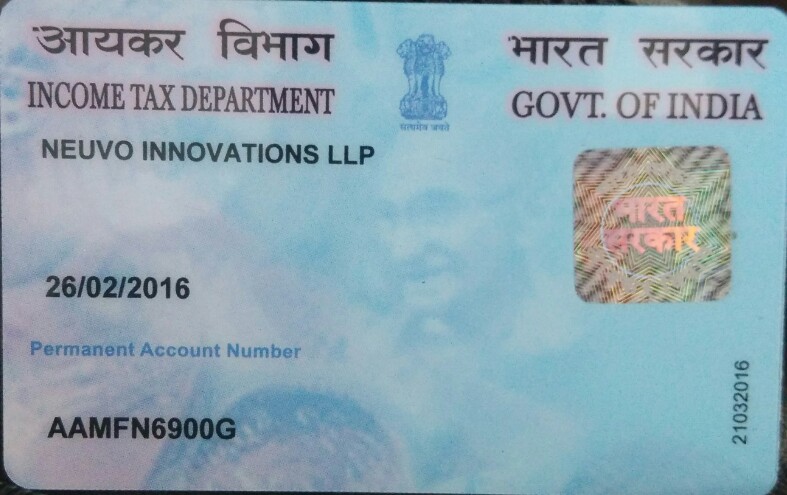 आयकर विभाग
भारत सरकार
INCOME TAX DEPARTMENT
GOVT. OF INDIA
सत्यमेव जयते
NEUVO INNOVATIONS LLP
भारत
सरकार
26/02/2016
Permanent Account Number
AAMFN6900G
21032016